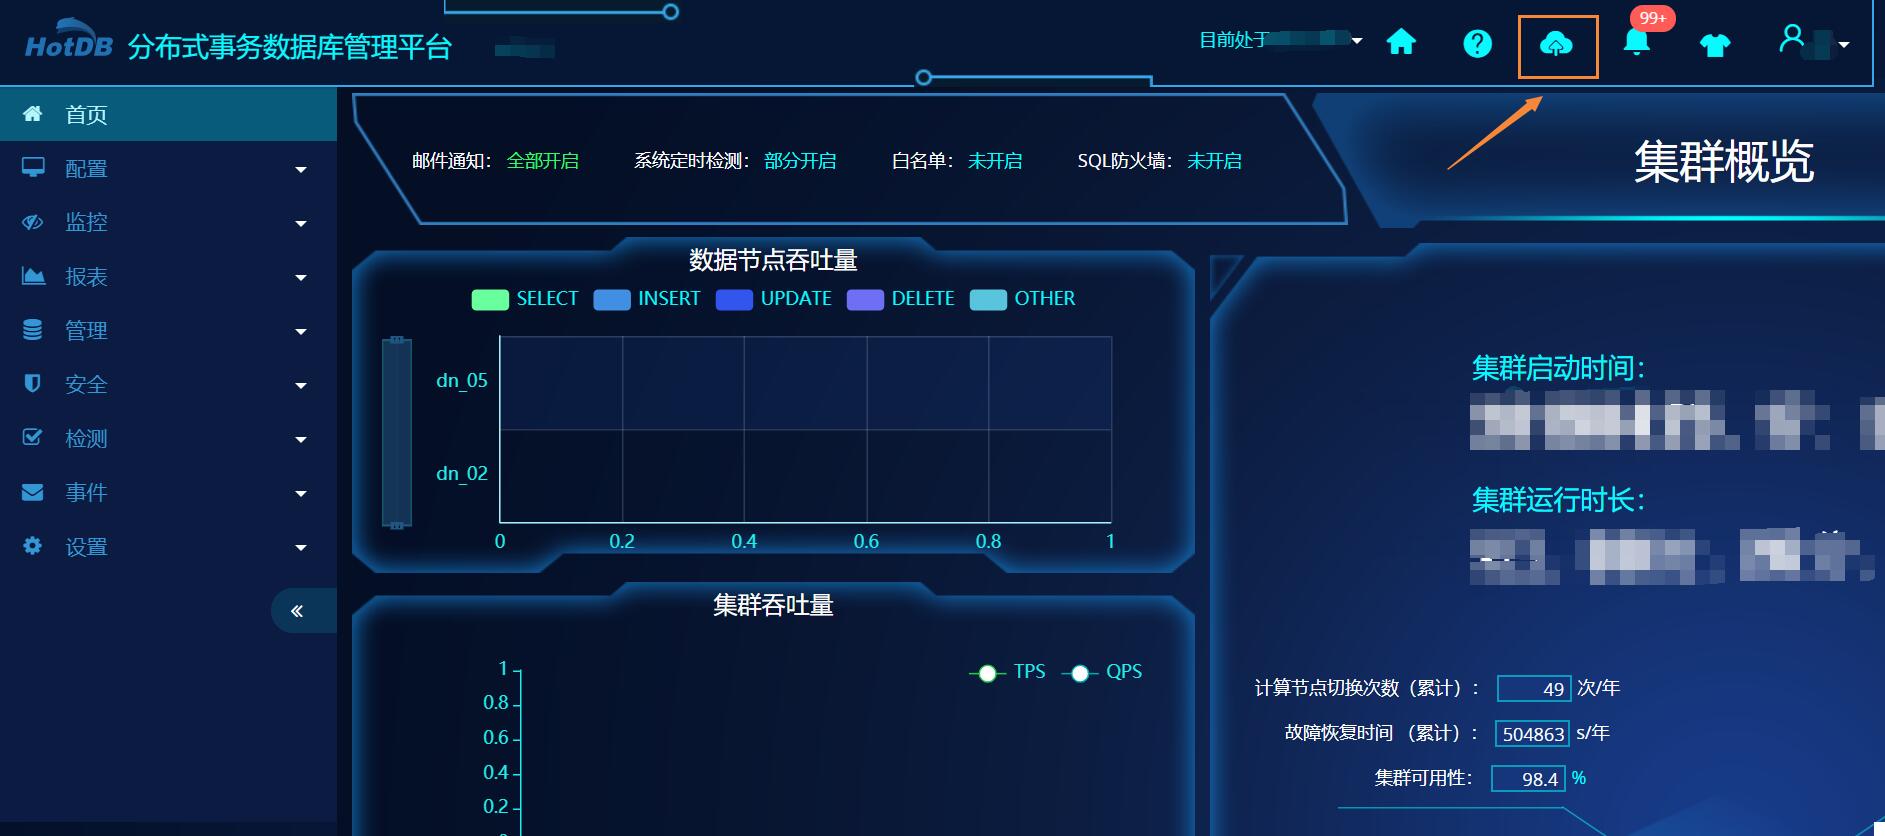 HotDB 分布式事务数据库管理平台
目前处于
99+
首页
配置
监控
报表
管理
安全
检测
事件
设置
邮件通知： 全部开启 系统定时检测： 部分开启 白名单： 未开启 SQL防火墙： 未开启
集群概览
数据节点吞吐量
SELECT INSERT UPDATE DELETE OTHER
dn_05
dn_02
0 0.2 0.4 0.6 0.8 1
集群吞吐量
TPS QPS
1
0.8
0.6
0.4
0.2
集群启动时间：
集群运行时长：
计算节点切换次数（累计）： 49 次/年
故障恢复时间 （累计）： 504863 s/年
集群可用性： 98.4 %